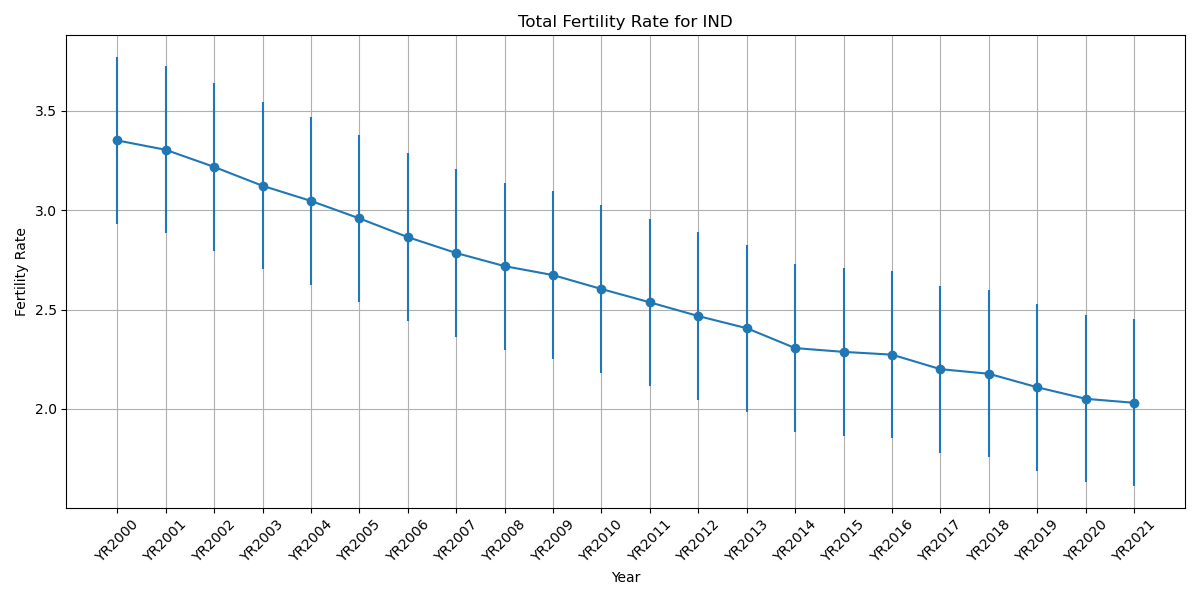 Total Fertility Rate for IND
Fertility Rate
3.5
3.0
2.5
2.0
YR2000
YR2001
YR2002
YR2003
YR2004
YR2005
YR2006
YR2007
YR2008
YR2009
YR2010
YR2011
YR2012
YR2013
YR2014
YR2015
YR2016
YR2017
YR2018
YR2019
YR2020
YR2021
Year